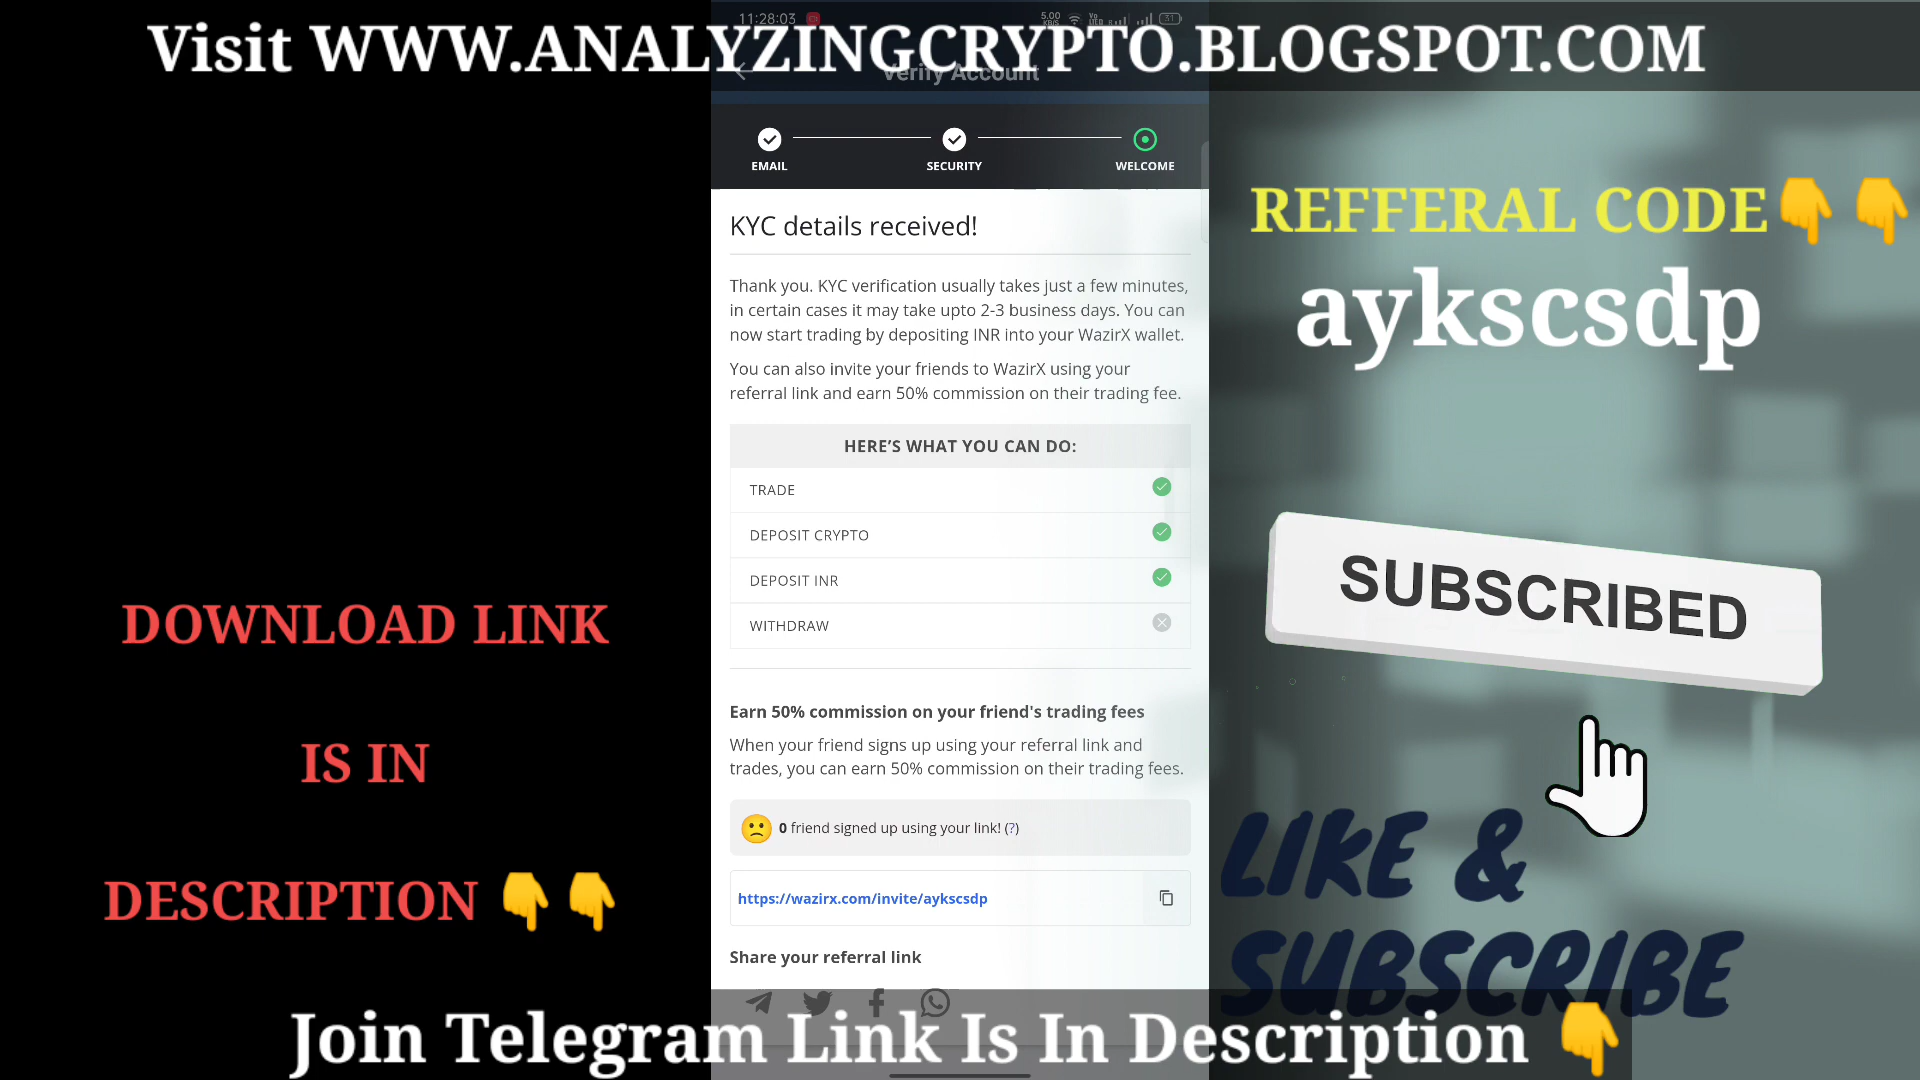 11:28:03
5.00 KB/S
31
Visit WWW.ANALYZINGCRYPTO.BLOGSPOT.COM
Verify Account
EMAIL
SECURITY
WELCOME
KYC details received!
Thank you. KYC verification usually takes just a few minutes,
in certain cases it may take upto 2-3 business days. You can
now start trading by depositing INR into your WazirX wallet.
You can also invite your friends to WazirX using your
referral link and earn 50% commission on their trading fee.
HERE'S WHAT YOU CAN DO:
TRADE
DEPOSIT CRYPTO
DEPOSIT INR
WITHDRAW
Earn 50% commission on your friend's trading fees
When your friend signs up using your referral link and
trades, you can earn 50% commission on their trading fees.
0 friend signed up using your link! (?)
https://wazirx.com/invite/aykscsdp
Share your referral link
DOWNLOAD LINK
IS IN
DESCRIPTION 👇👇
REFFERAL CODE👇👇
aykscsdp
SUBSCRIBED
LIKE &
SUBSCRIBE
Join Telegram Link Is In Description 👇